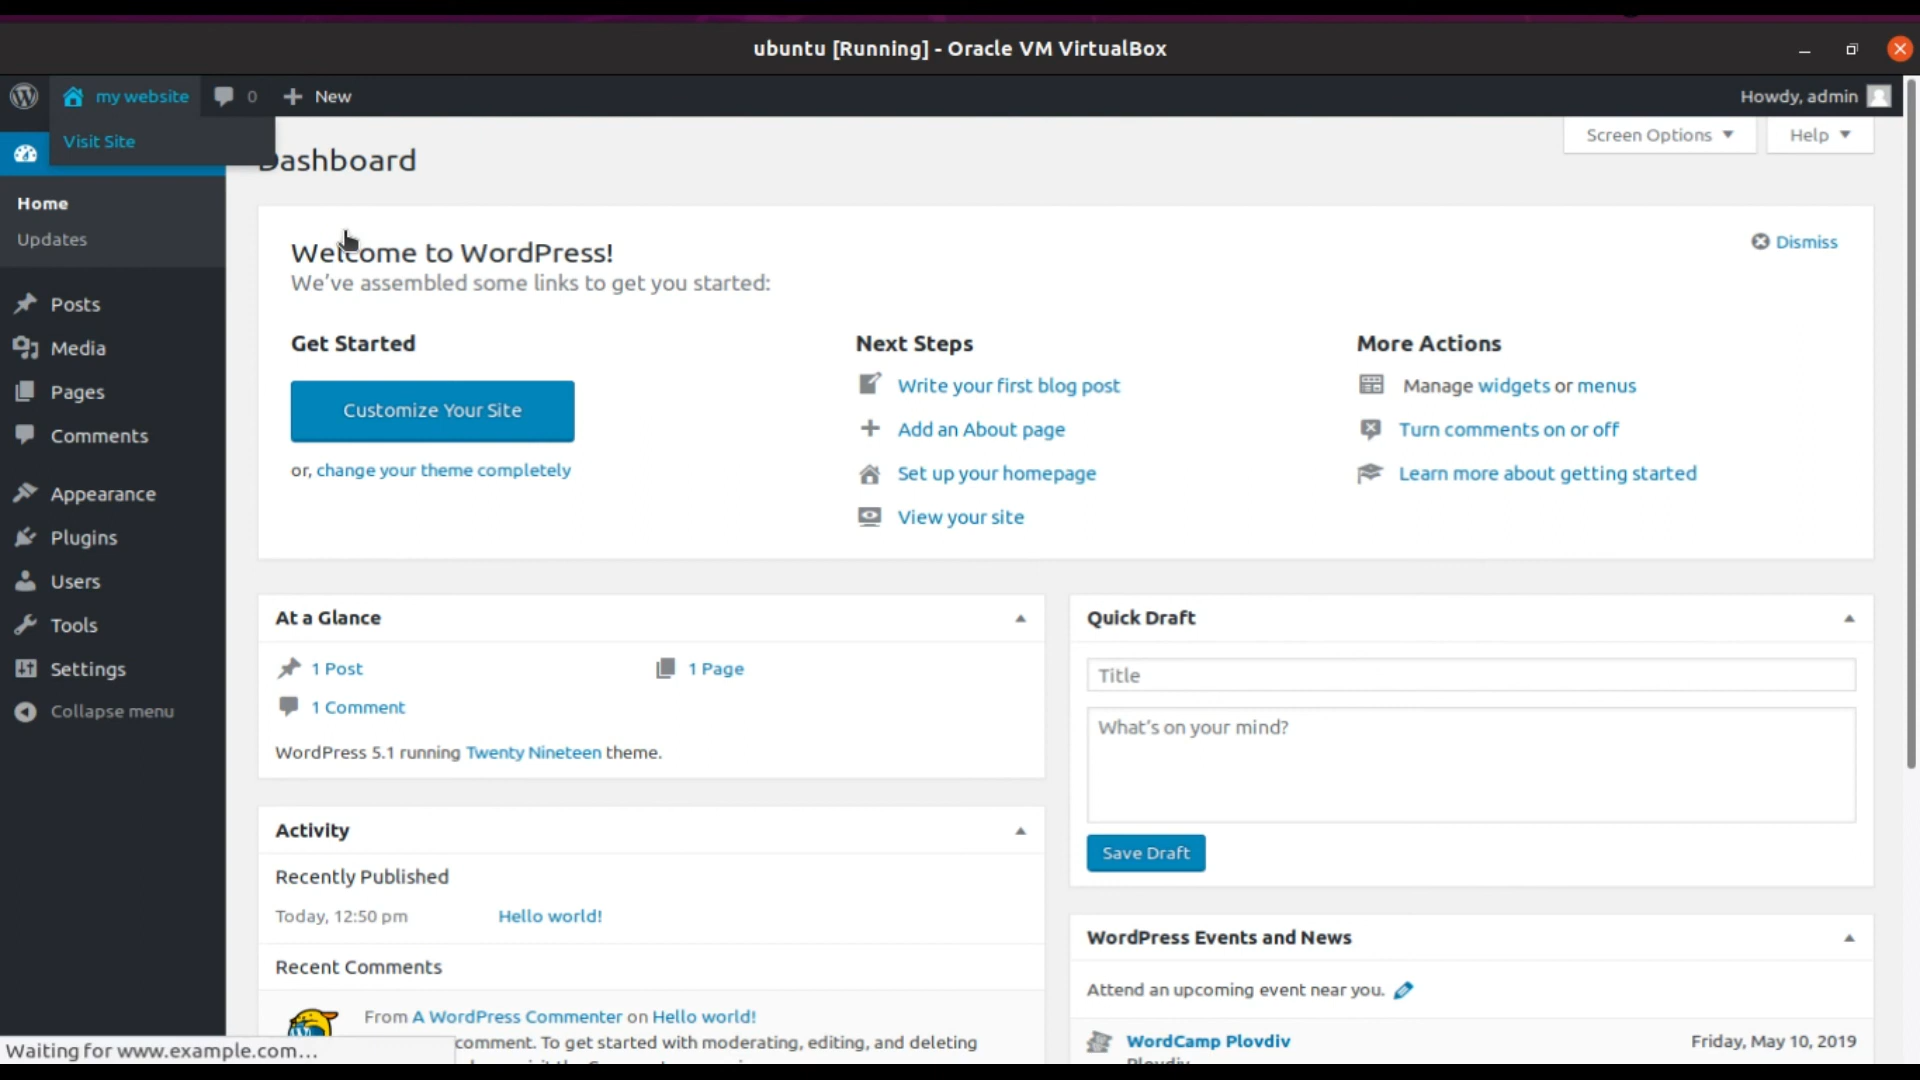 ubuntu [Running] - Oracle VM VirtualBox
my website
0
New
Howdy, admin
Visit Site
Screen Options
Help
Dashboard
Home
Updates
Welcome to WordPress!
Dismiss
We've assembled some links to get you started:
Posts
Media
Pages
Comments
Appearance
Plugins
Users
Tools
Settings
Collapse menu
Get Started
Customize Your Site
or, change your theme completely
Next Steps
Write your first blog post
Add an About page
Set up your homepage
View your site
More Actions
Manage widgets or menus
Turn comments on or off
Learn more about getting started
At a Glance
1 Post
1 Page
1 Comment
WordPress 5.1 running Twenty Nineteen theme.
Activity
Recently Published
Today, 12:50 pm
Hello world!
Recent Comments
From A WordPress Commenter on Hello world!
comment. To get started with moderating, editing, and deleting
Quick Draft
Title
What's on your mind?
Save Draft
WordPress Events and News
Attend an upcoming event near you.
WordCamp Plovdiv
Friday, May 10, 2019
Plovdiv
Waiting for www.example.com...